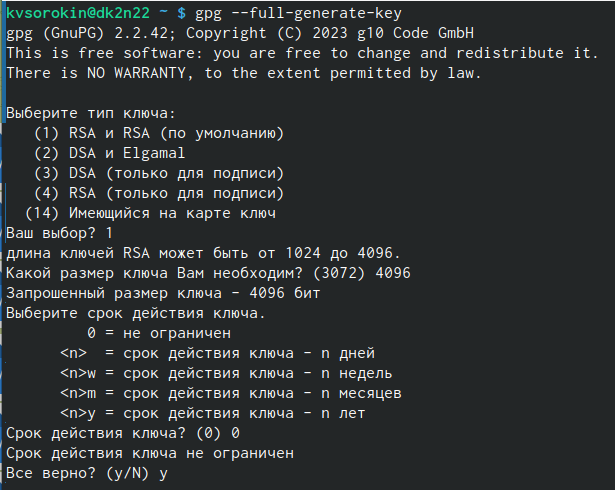 kvsorokin@dk2n22 ~ $ gpg --full-generate-key
gpg (GnuPG) 2.2.42; Copyright (C) 2023 g10 Code GmbH
This is free software: you are free to change and redistribute it.
There is NO WARRANTY, to the extent permitted by law.

Выберите тип ключа:
   (1) RSA и RSA (по умолчанию)
   (2) DSA и Elgamal
   (3) DSA (только для подписи)
   (4) RSA (только для подписи)
  (14) Имеющийся на карте ключ
Ваш выбор? 1
длина ключей RSA может быть от 1024 до 4096.
Какой размер ключа Вам необходим? (3072) 4096
Запрошенный размер ключа - 4096 бит
Выберите срок действия ключа.
         0 = не ограничен
      <n>  = срок действия ключа - n дней
      <n>w = срок действия ключа - n недель
      <n>m = срок действия ключа - n месяцев
      <n>y = срок действия ключа - n лет
Срок действия ключа? (0) 0
Срок действия ключа не ограничен
Все верно? (y/N) y